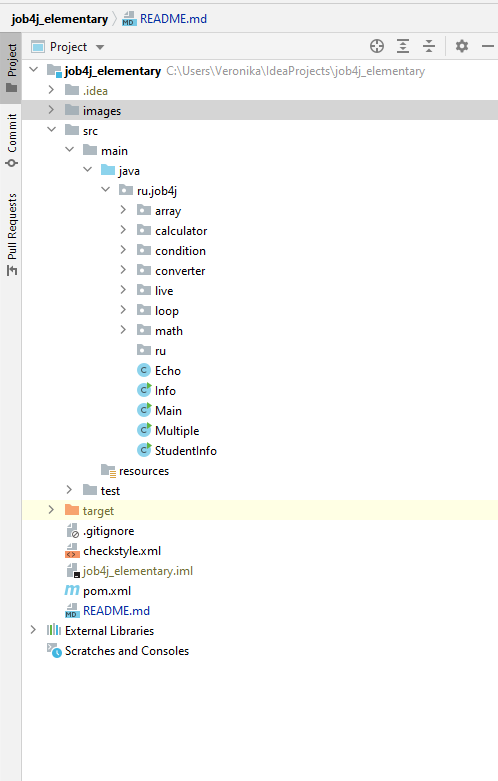 job4j_elementary README.md
Project
Project
job4j_elementary C:\Users\Veronika\IdeaProjects\job4j_elementary
.idea
images
src
main
java
ru.job4j
array
calculator
condition
converter
live
loop
math
ru
Echo
Info
Main
Multiple
StudentInfo
resources
test
target
.gitignore
checkstyle.xml
job4j_elementary.iml
pom.xml
README.md
External Libraries
Scratches and Consoles
Commit
Pull Requests